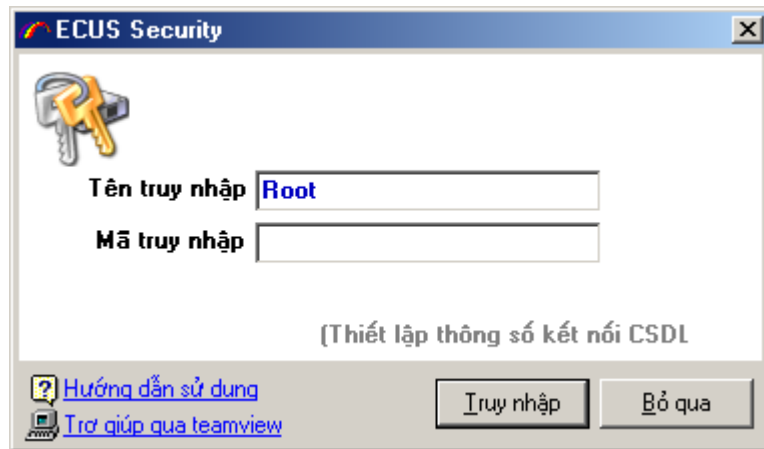 ECUS Security
Tên truy nhập Root
Mã truy nhập
(Thiết lập thông số kết nối CSDL
Hướng dẫn sử dụng
Trợ giúp qua teamview
Truy nhập
Bỏ qua